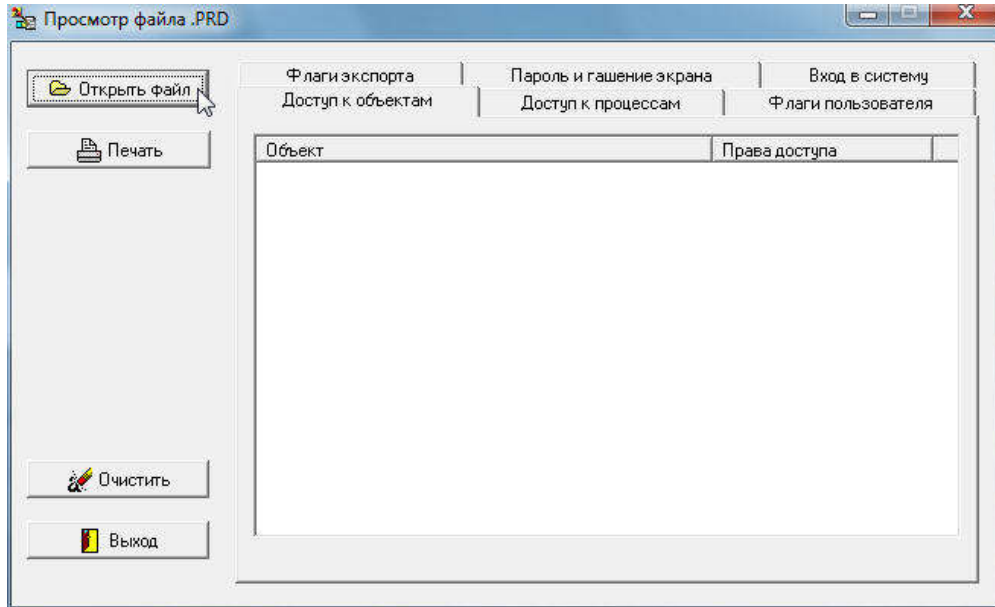 Просмотр файла .PRD
Открыть файл
Печать
Очистить
Выход
Флаги экспорта
Пароль и гашение экрана
Вход в систему
Доступ к объектам
Доступ к процессам
Флаги пользователя
Объект
Права доступа